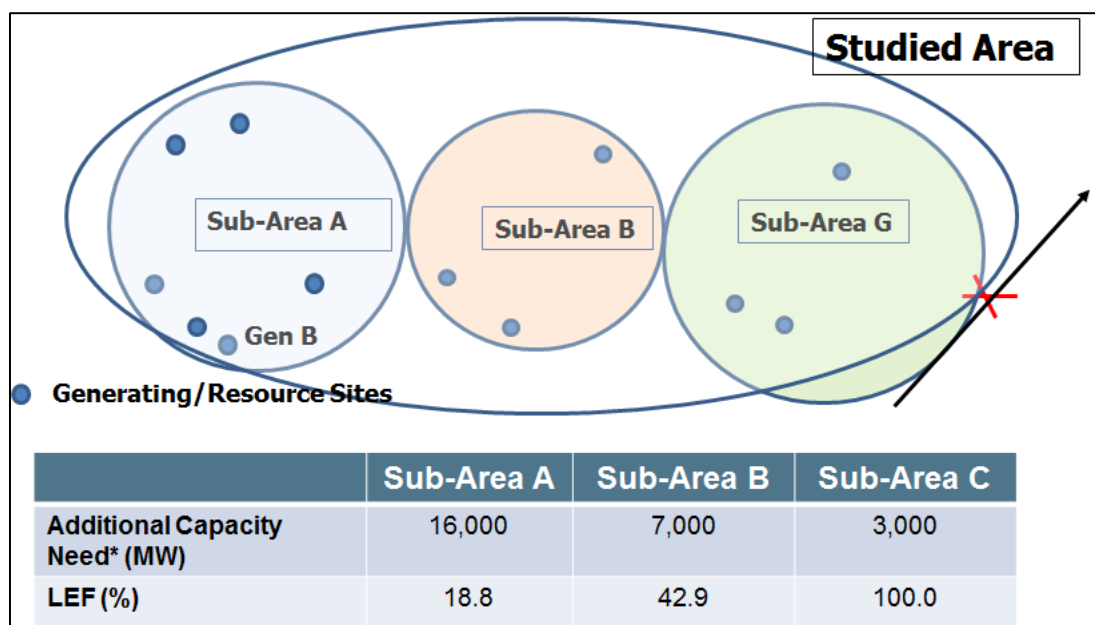 Studied Area
Sub-Area A
Sub-Area B
Sub-Area G
Gen B
Generating/Resource Sites
Sub-Area A Sub-Area B Sub-Area C
Additional Capacity 16,000 7,000 3,000
Need* (MW)
LEF (%) 18.8 42.9 100.0